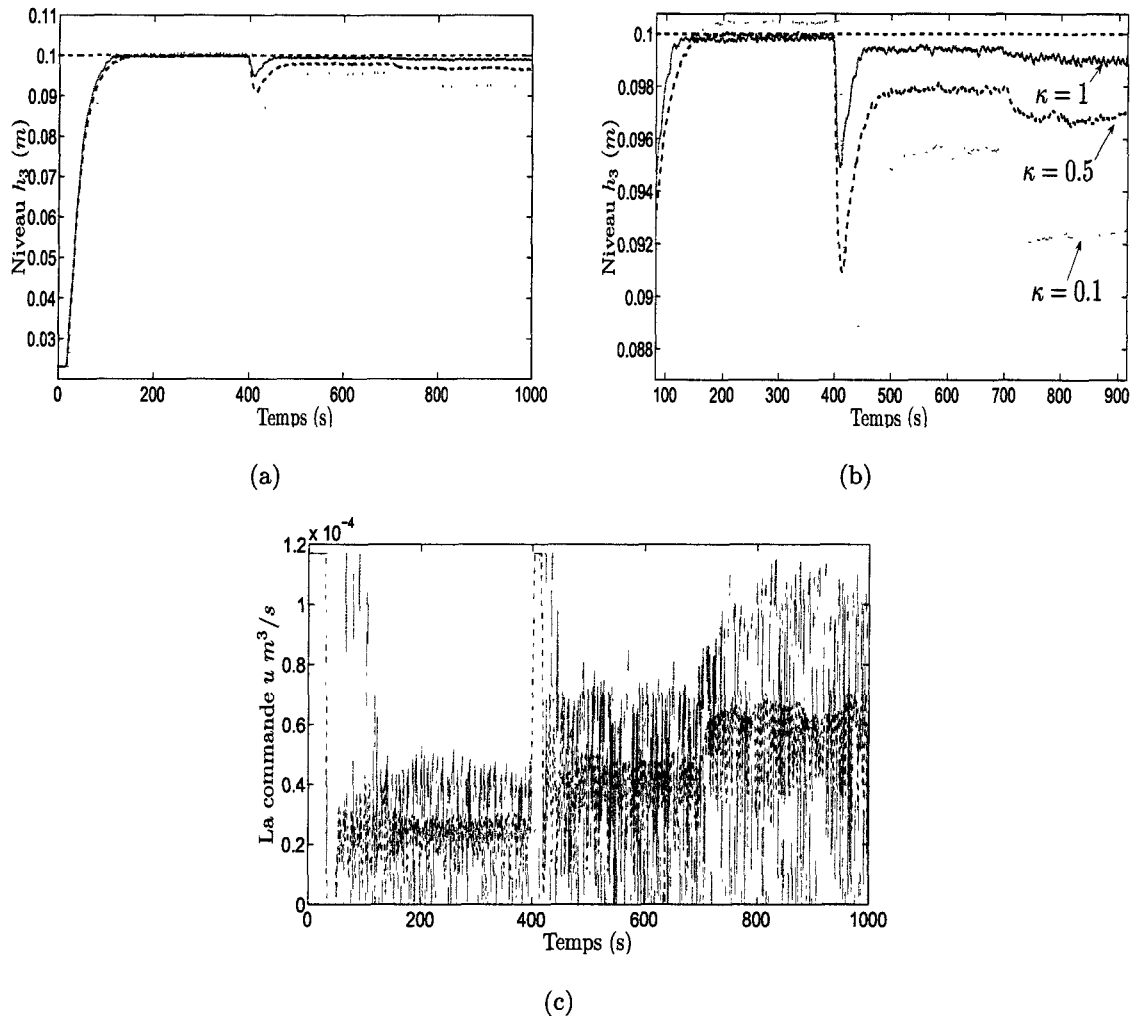 0.1
0.09
0.08
0.07
0.06
0.05
0.04
0.03
Niveau h₃ (m)
0 200 400 600 800 1000
Temps (s)
(a)
0.1
0.098
0.096
0.094
0.092
0.09
0.088
Niveau h₃ (m)
κ = 1
κ = 0.5
κ = 0.1
100 200 300 400 500 600 700 800 900
Temps (s)
(b)
× 10⁻⁴
1.2
1
0.8
0.6
0.4
0.2
0
La commande u m³/s
0 200 400 600 800 1000
Temps (s)
(c)